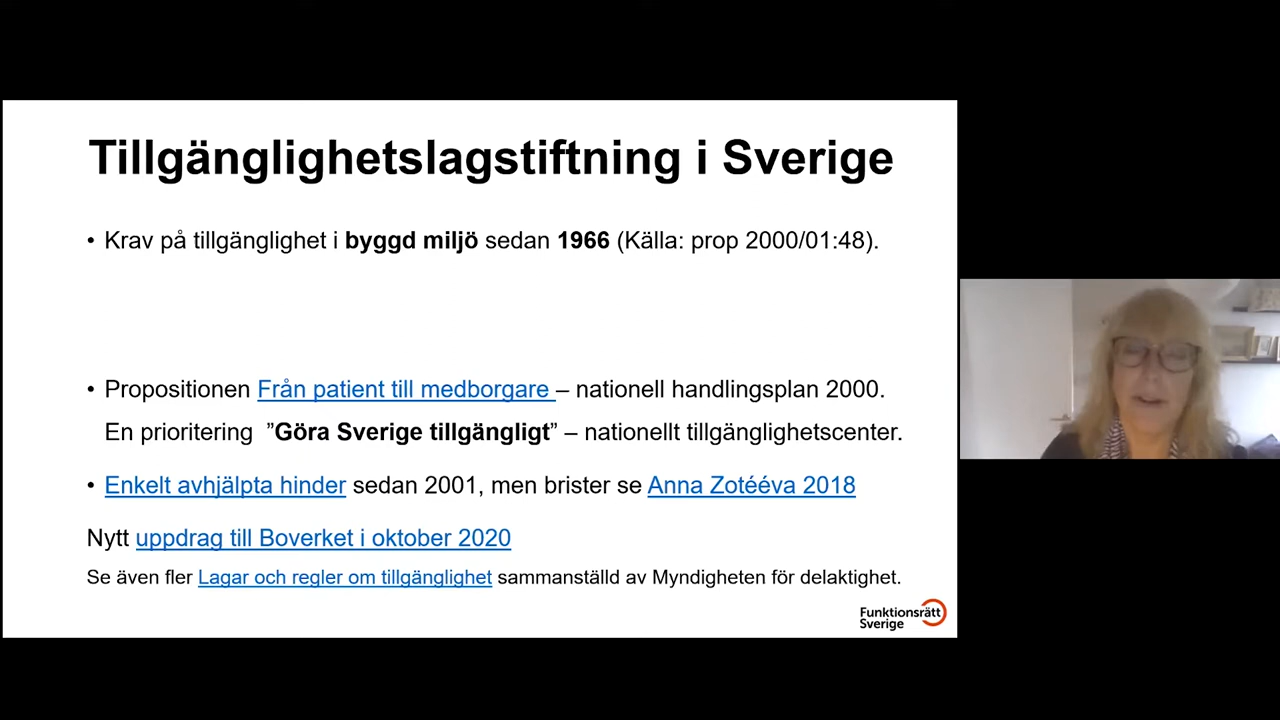 Tillgänglighetslagstiftning i Sverige
• Krav på tillgänglighet i byggd miljö sedan 1966 (Källa: prop 2000/01:48).
• Propositionen Från patient till medborgare – nationell handlingsplan 2000.
En prioritering ”Göra Sverige tillgängligt” – nationellt tillgänglighetscenter.
• Enkelt avhjälpta hinder sedan 2001, men brister se Anna Zotééva 2018
Nytt uppdrag till Boverket i oktober 2020
Se även fler Lagar och regler om tillgänglighet sammanställd av Myndigheten för delaktighet.
Funktionsrätt
Sverige